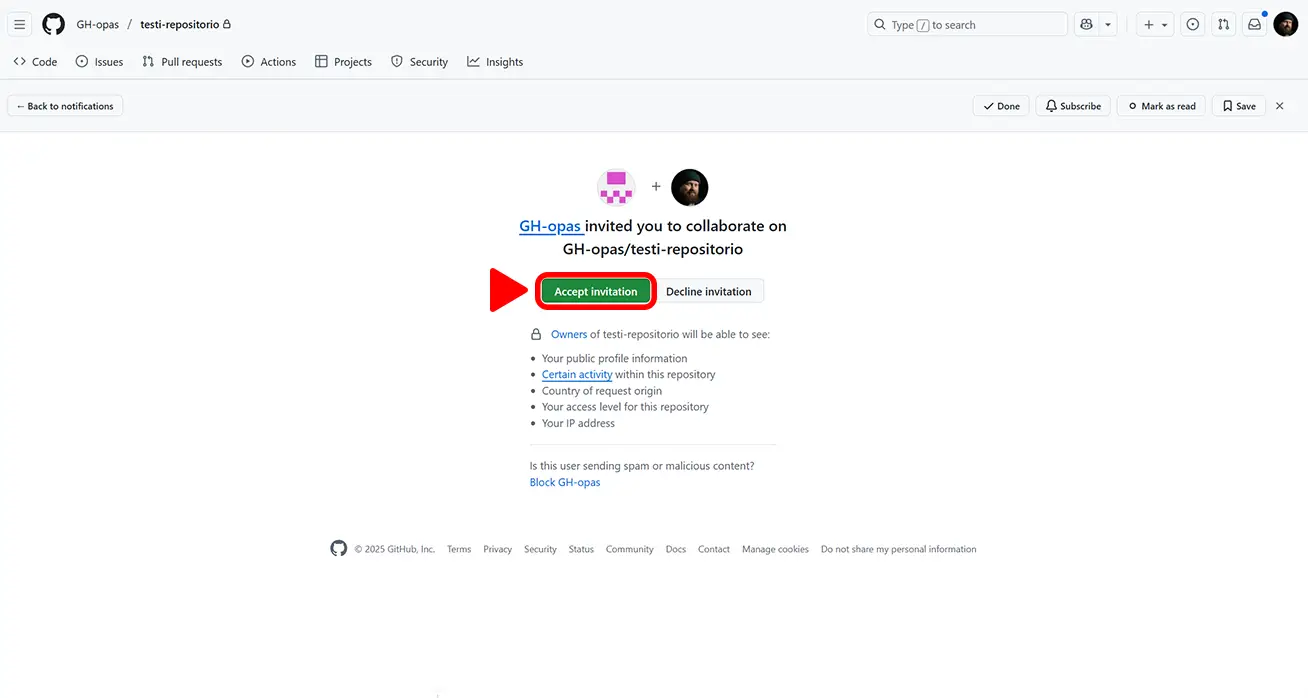 GH-opas / testi-repositorio
Type / to search
Code Issues Pull requests Actions Projects Security Insights
← Back to notifications
Done Subscribe Mark as read Save
+
GH-opas invited you to collaborate on
GH-opas/testi-repositorio
Accept invitation Decline invitation
Owners of testi-repositorio will be able to see:
• Your public profile information
• Certain activity within this repository
• Country of request origin
• Your access level for this repository
• Your IP address
Is this user sending spam or malicious content?
Block GH-opas
© 2025 GitHub, Inc. Terms Privacy Security Status Community Docs Contact Manage cookies Do not share my personal information